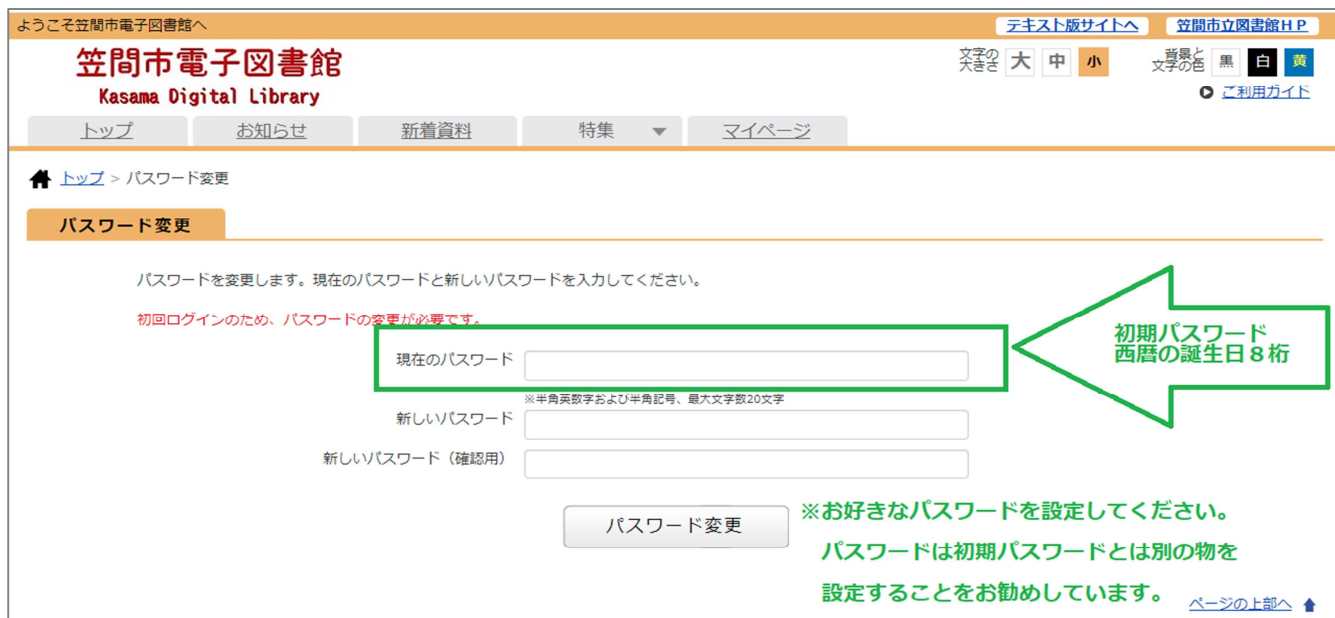 ようこそ笠間市電子図書館へ
テキスト版サイトへ 笠間市立図書館HP
笠間市電子図書館
Kasama Digital Library
文字の大きさ 大 中 小 背景と文字の色 黒 白 黄
ご利用ガイド
トップ お知らせ 新着資料 特集 ▼ マイページ
トップ > パスワード変更
パスワード変更
パスワードを変更します。現在のパスワードと新しいパスワードを入力してください。
初回ログインのため、パスワードの変更が必要です。
現在のパスワード
初期パスワード
西暦の誕生日8桁
※半角英数字および半角記号、最大文字数20文字
新しいパスワード
新しいパスワード(確認用)
パスワード変更
※お好きなパスワードを設定してください。
パスワードは初期パスワードとは別の物を
設定することをお勧めしています。
ページの上部へ